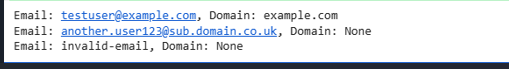 Email: testuser@example.com, Domain: example.com
Email: another.user123@sub.domain.co.uk, Domain: None
Email: invalid-email, Domain: None